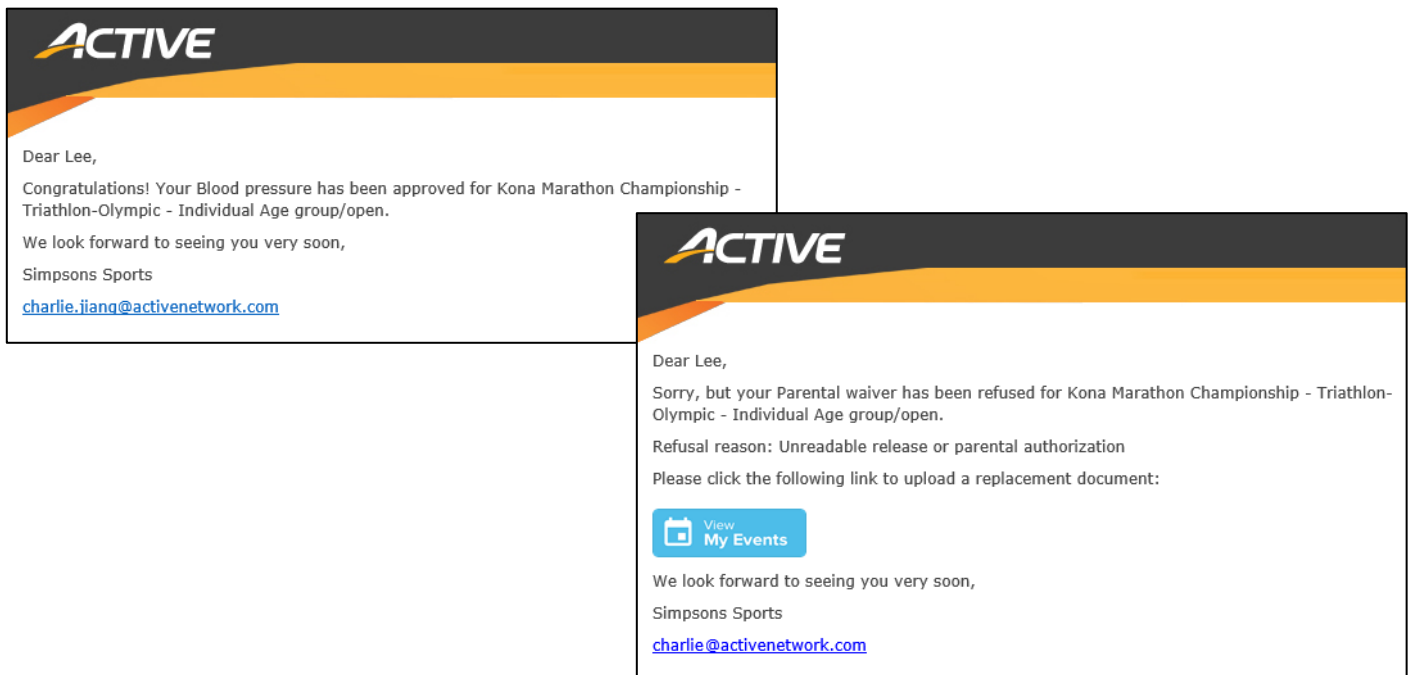 ACTIVE
Dear Lee,
Congratulations! Your Blood pressure has been approved for Kona Marathon Championship -
Triathlon-Olympic - Individual Age group/open.
We look forward to seeing you very soon,
Simpsons Sports
charlie.jiang@activenetwork.com
ACTIVE
Dear Lee,
Sorry, but your Parental waiver has been refused for Kona Marathon Championship - Triathlon-
Olympic - Individual Age group/open.
Refusal reason: Unreadable release or parental authorization
Please click the following link to upload a replacement document:
View
My Events
We look forward to seeing you very soon,
Simpsons Sports
charlie@activenetwork.com